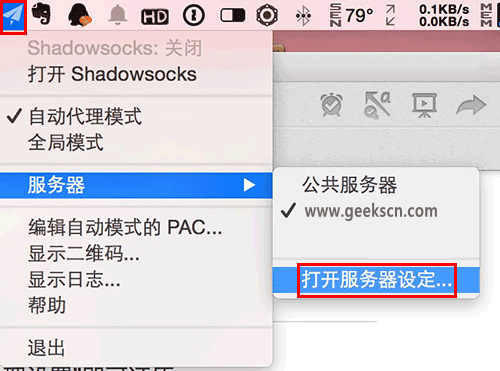 HD
SEN 79°
0.1KB/s
0.0KB/s
MEM
Shadowsocks: 关闭
打开 Shadowsocks
自动代理模式
全局模式
服务器
公共服务器
www.geekscn.com
打开服务器设定...
编辑自动模式的 PAC...
显示二维码...
显示日志...
帮助
退出